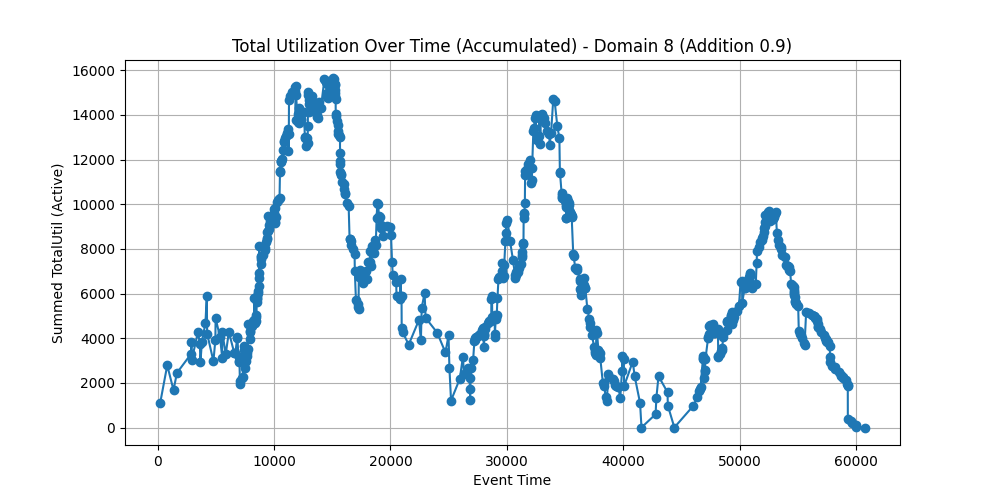 Total Utilization Over Time (Accumulated) - Domain 8 (Addition 0.9)
Summed TotalUtil (Active)
16000
14000
12000
10000
8000
6000
4000
2000
0
0 10000 20000 30000 40000 50000 60000
Event Time